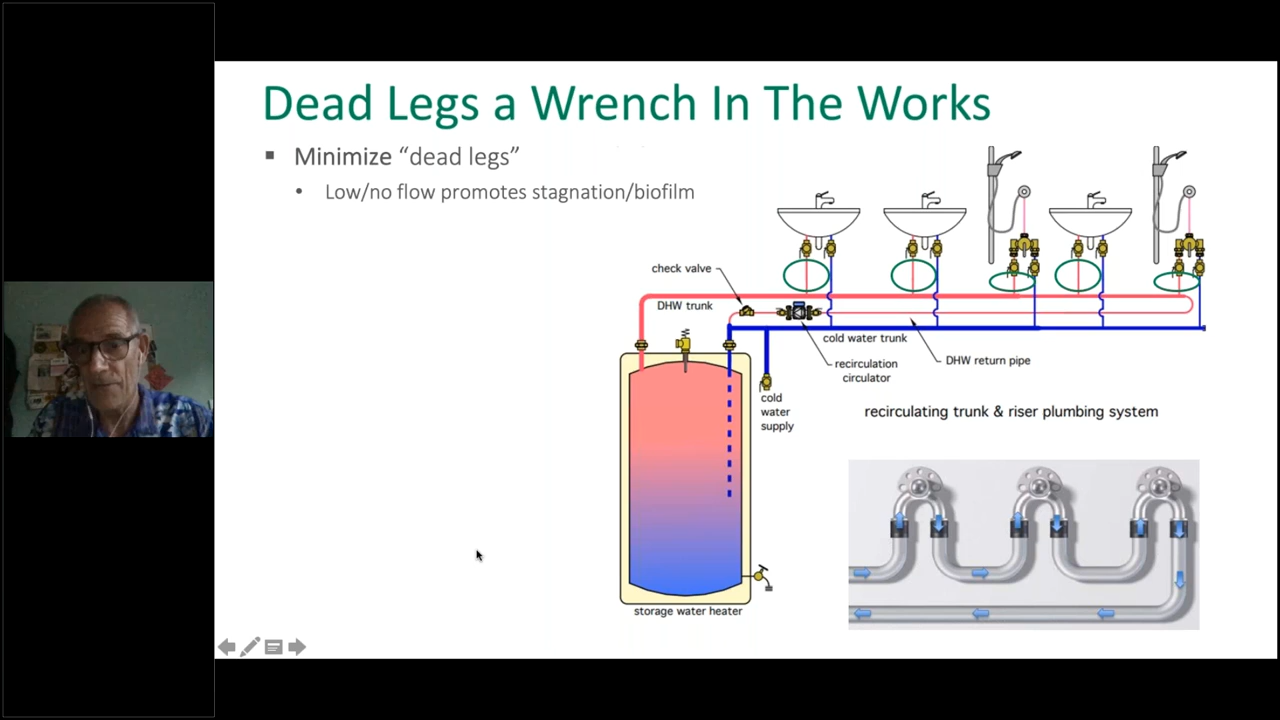 Dead Legs a Wrench In The Works
Minimize “dead legs”
Low/no flow promotes stagnation/biofilm
check valve
DHW trunk
cold water trunk
recirculation
circulator
DHW return pipe
cold
water
supply
recirculating trunk & riser plumbing system
storage water heater